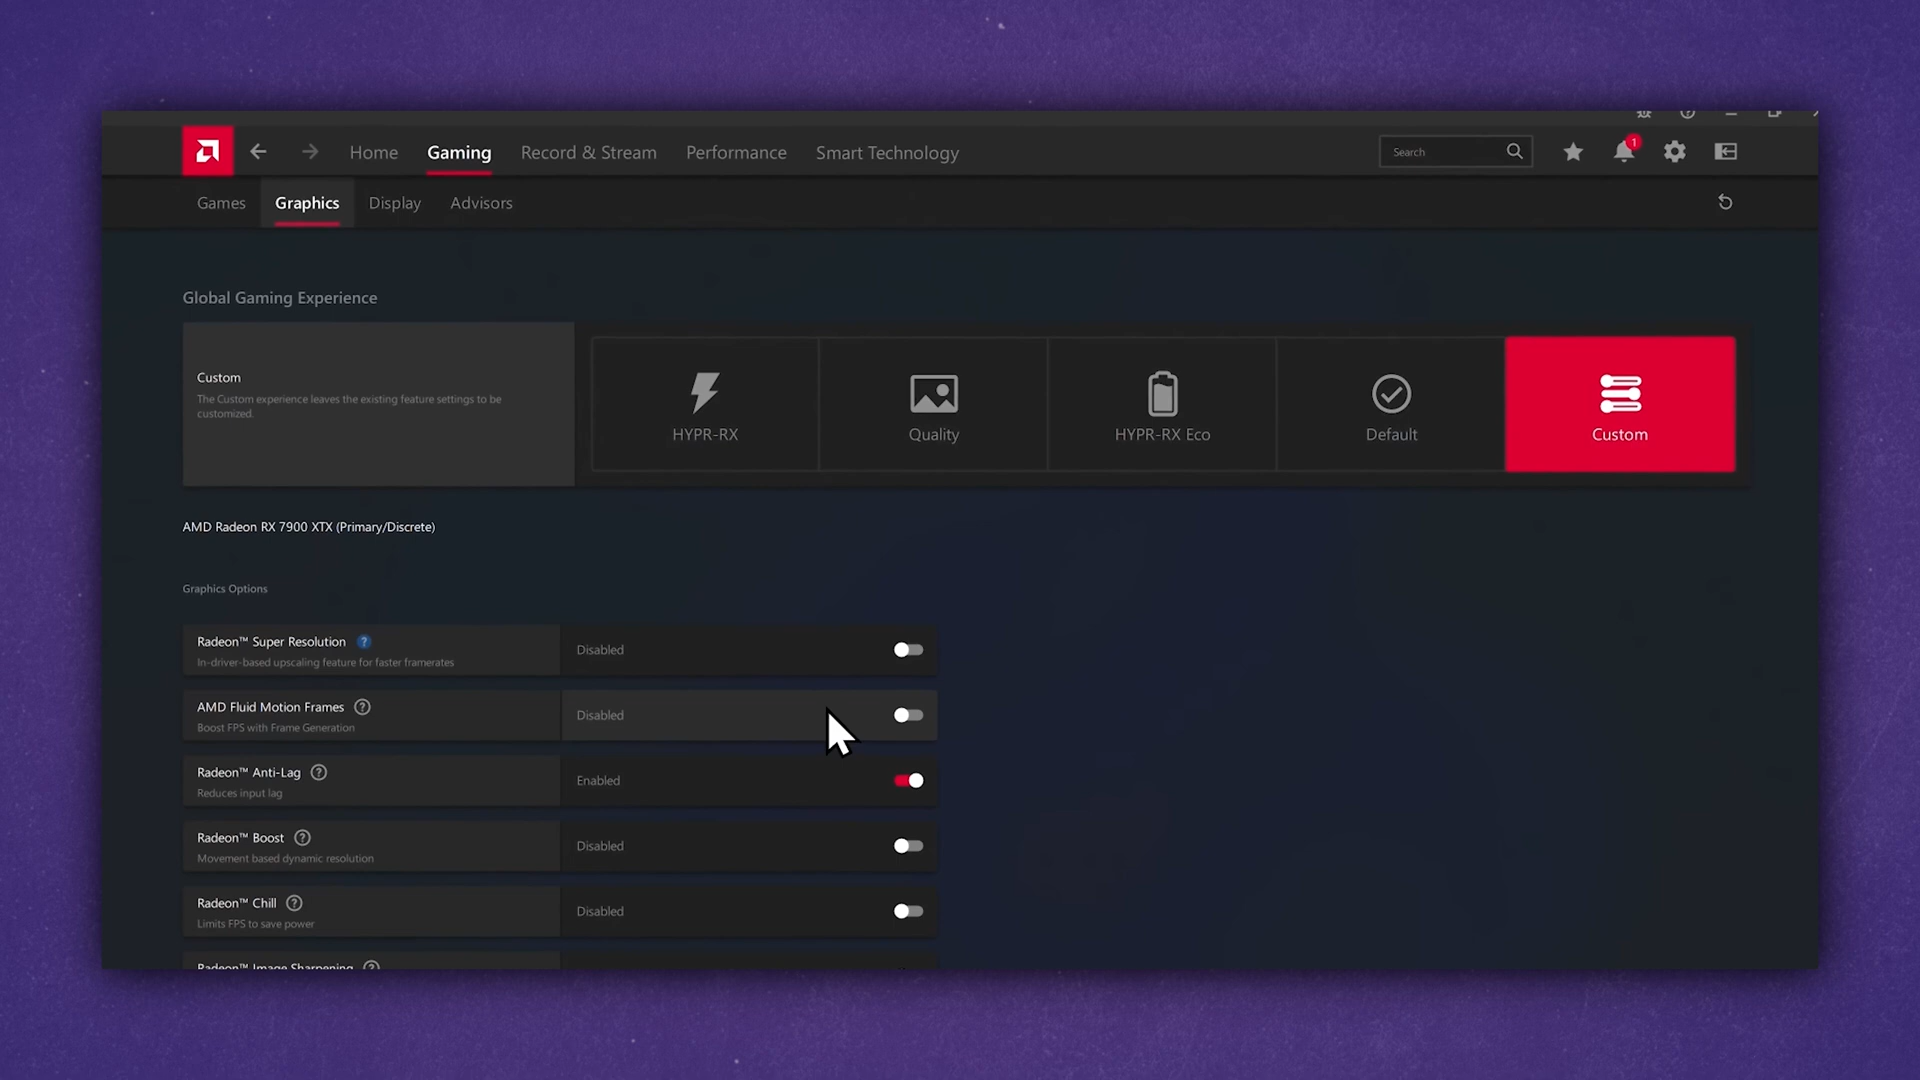 Home Gaming Record & Stream Performance Smart Technology Search 1
Games Graphics Display Advisors
Global Gaming Experience
Custom
The Custom experience leaves the existing feature settings to be
customized.
HYPR-RX Quality HYPR-RX Eco Default Custom
AMD Radeon RX 7900 XTX (Primary/Discrete)
Graphics Options
Radeon™ Super Resolution ? Disabled
In-driver-based upscaling feature for faster framerates
AMD Fluid Motion Frames ? Disabled
Boost FPS with Frame Generation
Radeon™ Anti-Lag ? Enabled
Reduces input lag
Radeon™ Boost ? Disabled
Movement based dynamic resolution
Radeon™ Chill ? Disabled
Limits FPS to save power
Radeon™ Image Sharpening ?